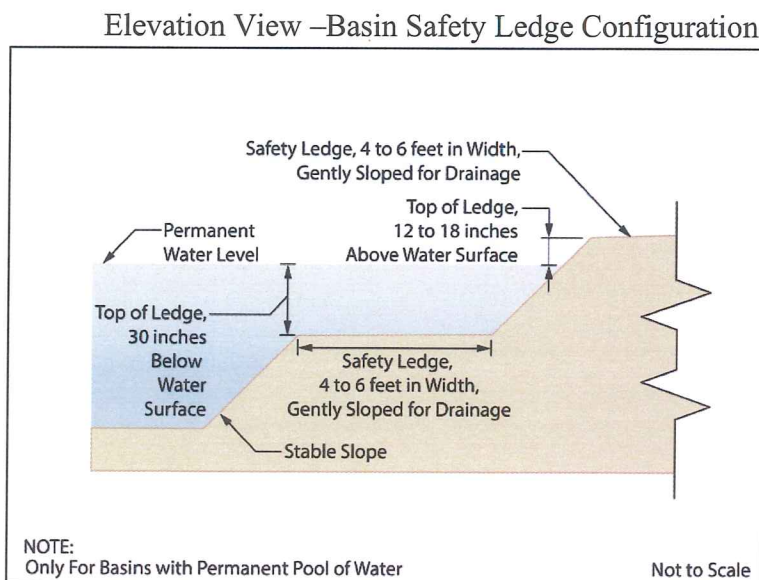 Elevation View –Basin Safety Ledge Configuration
Safety Ledge, 4 to 6 feet in Width,
Gently Sloped for Drainage
Top of Ledge,
12 to 18 inches
Above Water Surface
Permanent
Water Level
Top of Ledge,
30 inches
Below
Water
Surface
Safety Ledge,
4 to 6 feet in Width,
Gently Sloped for Drainage
Stable Slope
NOTE:
Only For Basins with Permanent Pool of Water
Not to Scale